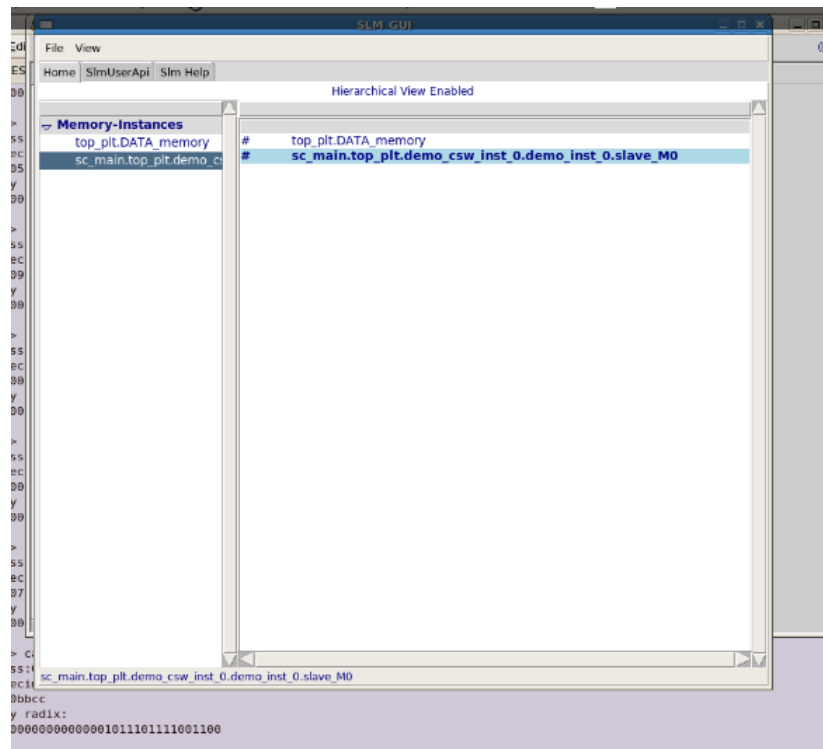 SLM GUI
File View
Home SlmUserApi Slm Help
Hierarchical View Enabled
Memory-Instances
top_plt.DATA_memory
sc_main.top_plt.demo_cs
# top_plt.DATA_memory
# sc_main.top_plt.demo_csw_inst_0.demo_inst_0.slave_M0
sc_main.top_plt.demo_csw_inst_0.demo_inst_0.slave_M0
0bbcc
y radix: